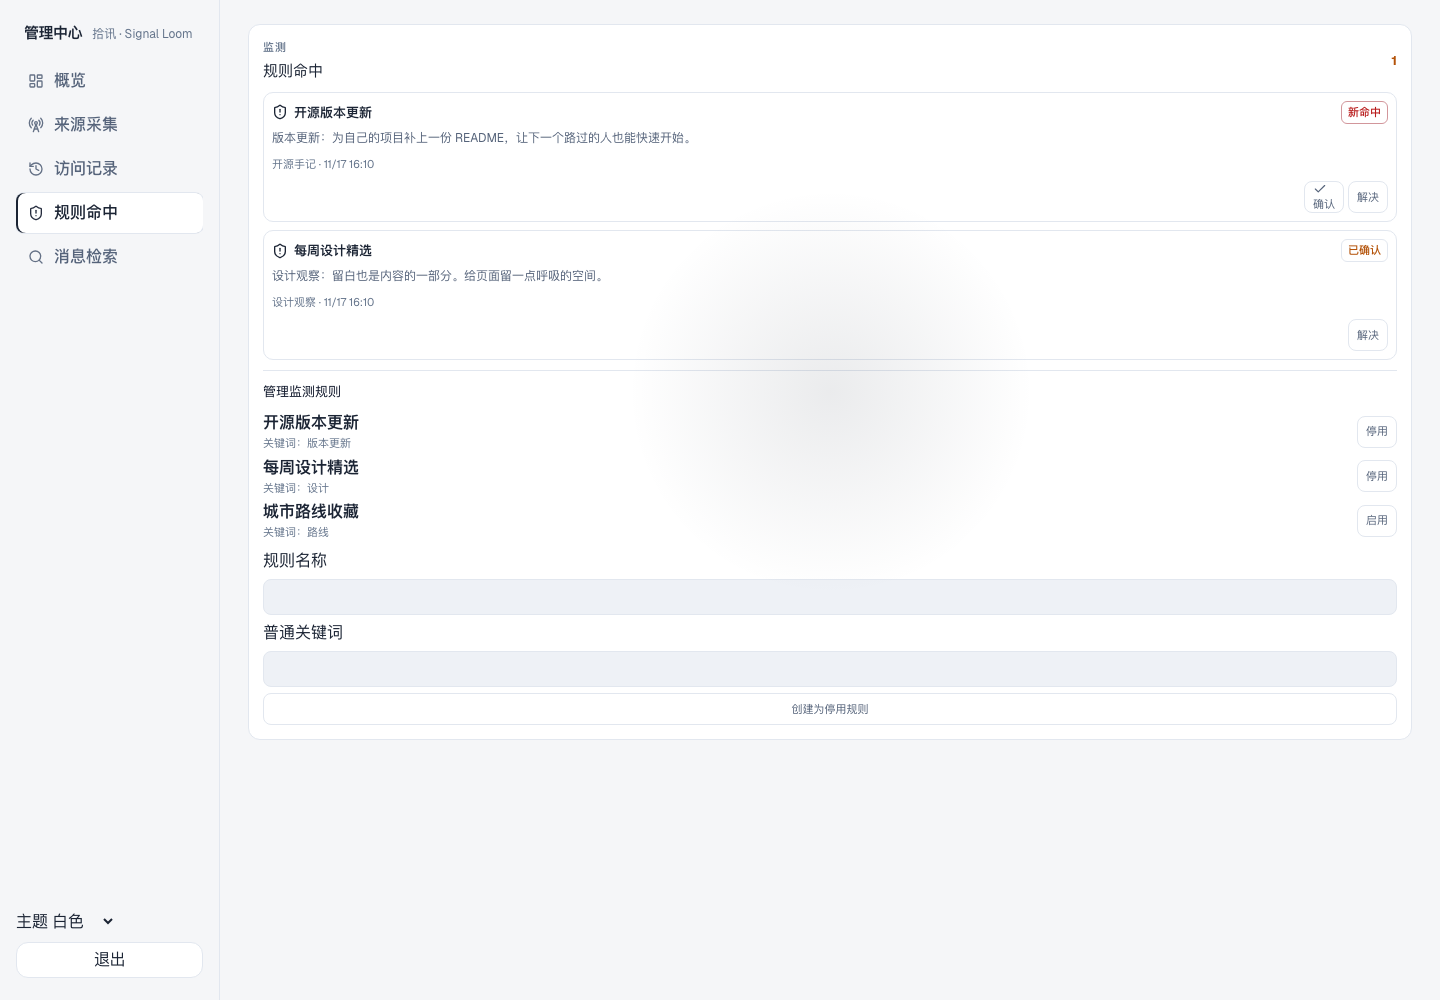 管理中心 拾讯 · Signal Loom
概览
来源采集
访问记录
规则命中
消息检索
主题 白色
退出
监测
规则命中
1
开源版本更新
新命中
版本更新：为自己的项目补上一份 README，让下一个路过的人也能快速开始。
开源手记 · 11/17 16:10
确认
解决
每周设计精选
已确认
设计观察：留白也是内容的一部分。给页面留一点呼吸的空间。
设计观察 · 11/17 16:10
解决
管理监测规则
开源版本更新
关键词：版本更新
停用
每周设计精选
关键词：设计
停用
城市路线收藏
关键词：路线
启用
规则名称
普通关键词
创建为停用规则